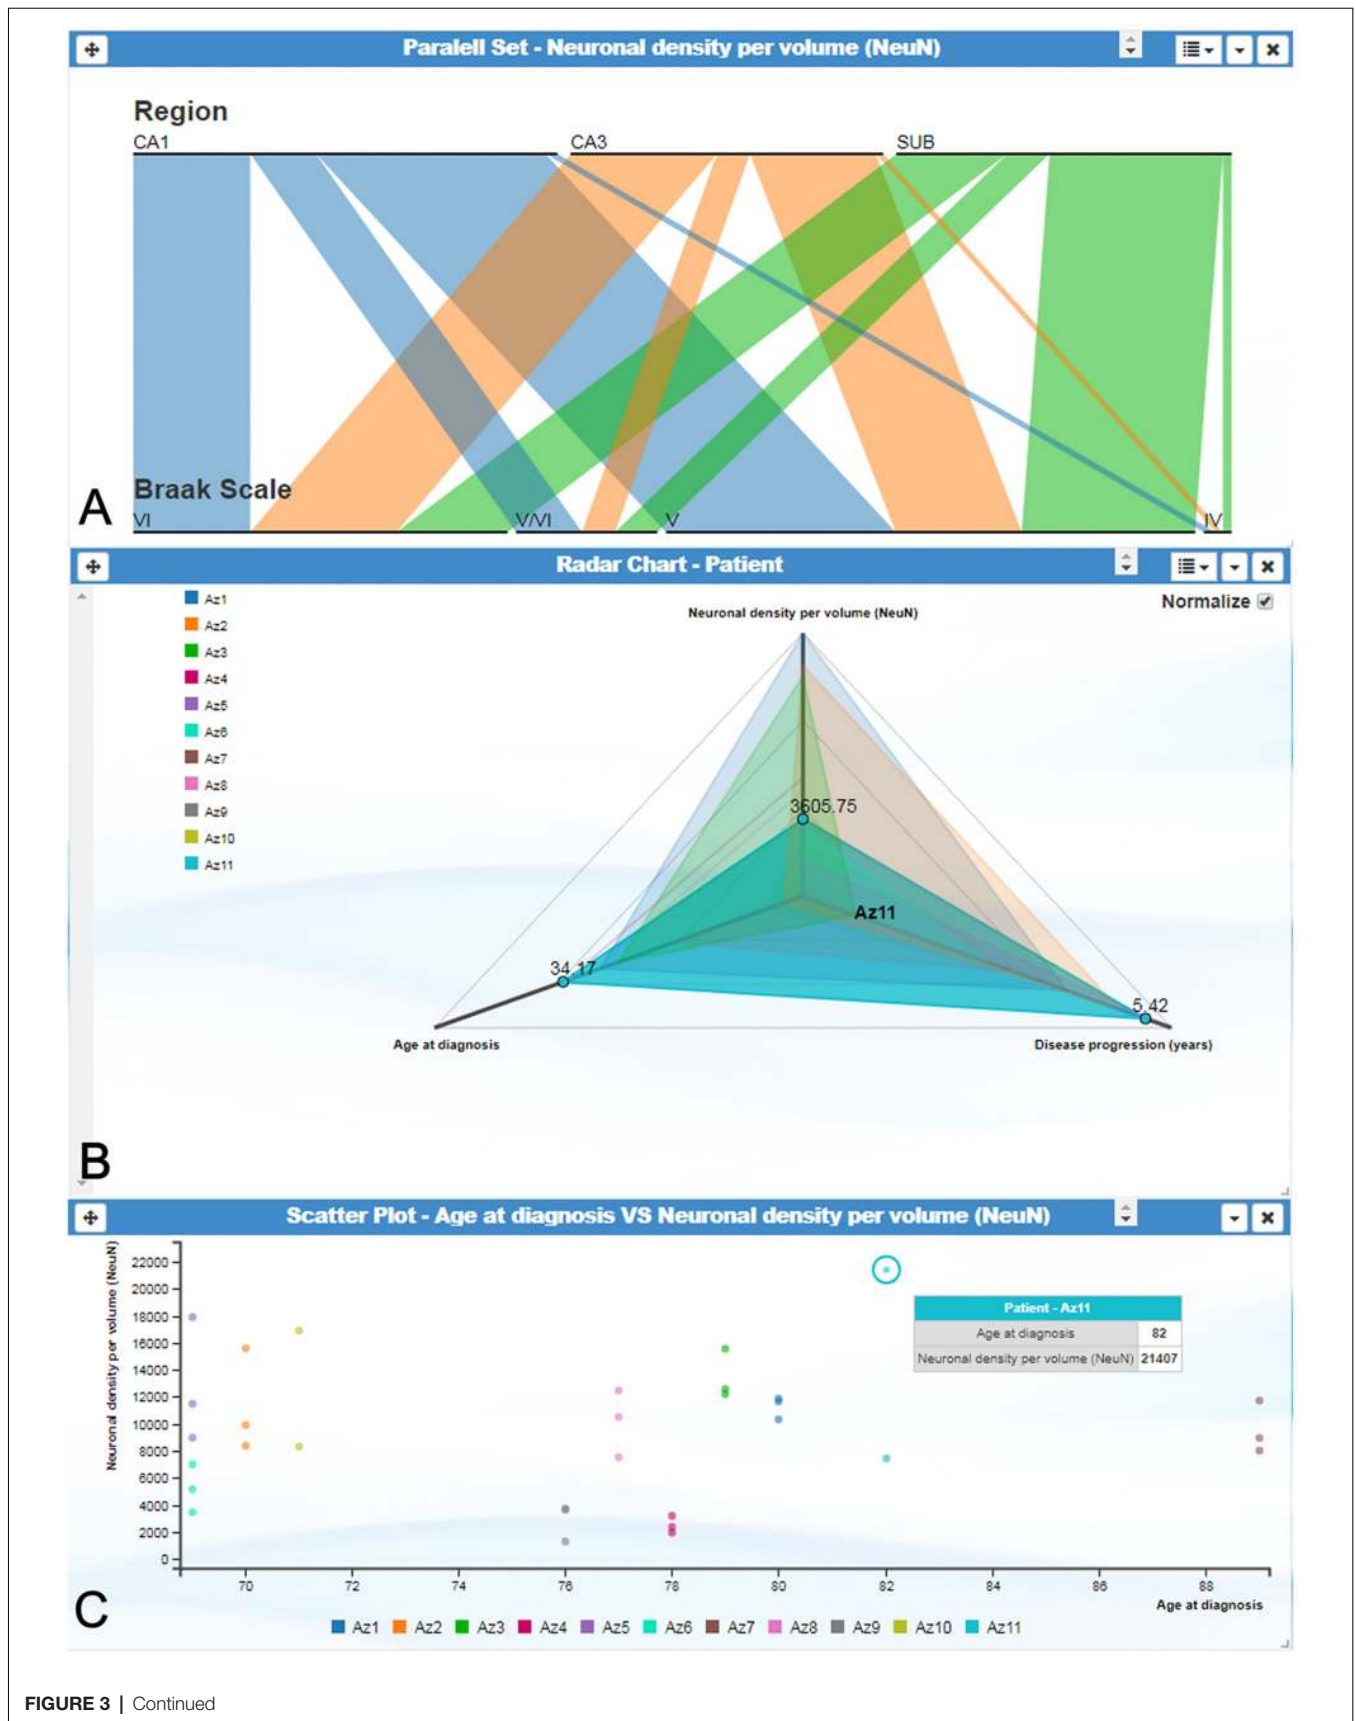 Paralell Set - Neuronal density per volume (NeuN)
Region
CA1 CA3 SUB
Braak Scale
VI V/VI V IV
A
Radar Chart - Patient
Normalize
Az1
Az2
Az3
Az4
Az5
Az6
Az7
Az8
Az9
Az10
Az11
Neuronal density per volume (NeuN)
3605.75
Az11
34.17
5.42
Age at diagnosis
Disease progression (years)
B
Scatter Plot - Age at diagnosis VS Neuronal density per volume (NeuN)
Neuronal density per volume (NeuN)
22000
20000
18000
16000
14000
12000
10000
8000
6000
4000
2000
0
Patient - Az11
Age at diagnosis 82
Neuronal density per volume (NeuN) 21407
70 72 74 76 78 80 82 84 86 88
Age at diagnosis
C
Az1 Az2 Az3 Az4 Az5 Az6 Az7 Az8 Az9 Az10 Az11
FIGURE 3 | Continued